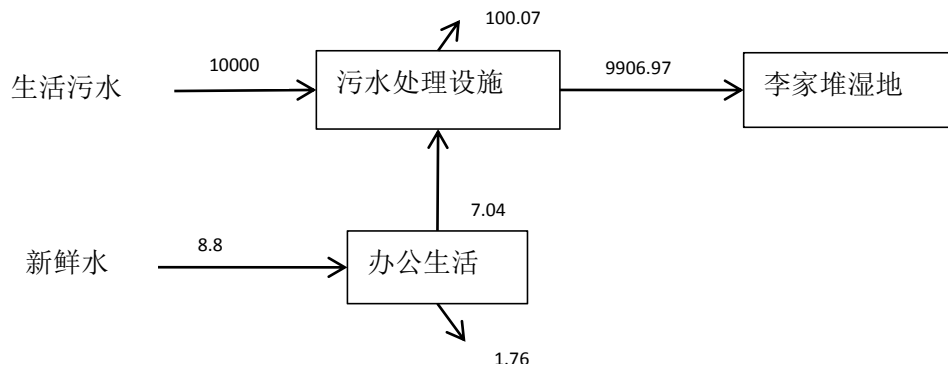 100.07
生活污水
10000
污水处理设施
9906.97
李家堆湿地
7.04
新鲜水
8.8
办公生活
1.76